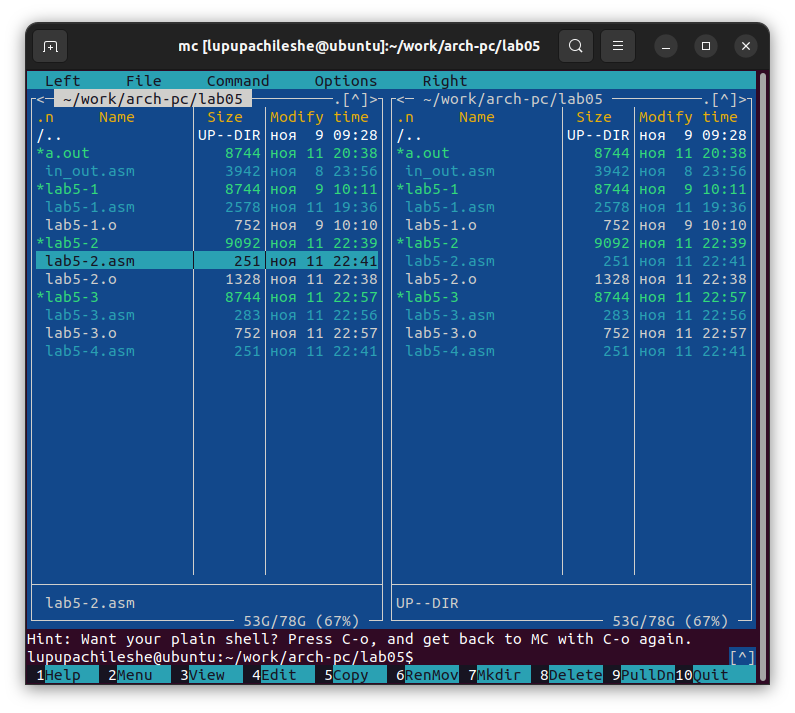 mc [lupupachileshe@ubuntu]:~/work/arch-pc/lab05
Left File Command Options Right
<─ ~/work/arch-pc/lab05 ─.[^]>
.n Name Size Modify time
/.. UP--DIR ноя 9 09:28
*a.out 8744 ноя 11 20:38
in_out.asm 3942 ноя 8 23:56
*lab5-1 8744 ноя 9 10:11
lab5-1.asm 2578 ноя 11 19:36
lab5-1.o 752 ноя 9 10:10
*lab5-2 9092 ноя 11 22:39
lab5-2.asm 251 ноя 11 22:41
lab5-2.o 1328 ноя 11 22:38
*lab5-3 8744 ноя 11 22:57
lab5-3.asm 283 ноя 11 22:56
lab5-3.o 752 ноя 11 22:57
lab5-4.asm 251 ноя 11 22:41
lab5-2.asm
53G/78G (67%)
<─ ~/work/arch-pc/lab05 ─.[^]>
.n Name Size Modify time
/.. UP--DIR ноя 9 09:28
*a.out 8744 ноя 11 20:38
in_out.asm 3942 ноя 8 23:56
*lab5-1 8744 ноя 9 10:11
lab5-1.asm 2578 ноя 11 19:36
lab5-1.o 752 ноя 9 10:10
*lab5-2 9092 ноя 11 22:39
lab5-2.asm 251 ноя 11 22:41
lab5-2.o 1328 ноя 11 22:38
*lab5-3 8744 ноя 11 22:57
lab5-3.asm 283 ноя 11 22:56
lab5-3.o 752 ноя 11 22:57
lab5-4.asm 251 ноя 11 22:41
UP--DIR
53G/78G (67%)
Hint: Want your plain shell? Press C-o, and get back to MC with C-o again.
lupupachileshe@ubuntu:~/work/arch-pc/lab05$ [^]
1Help 2Menu 3View 4Edit 5Copy 6RenMov 7Mkdir 8Delete 9PullDn 10Quit